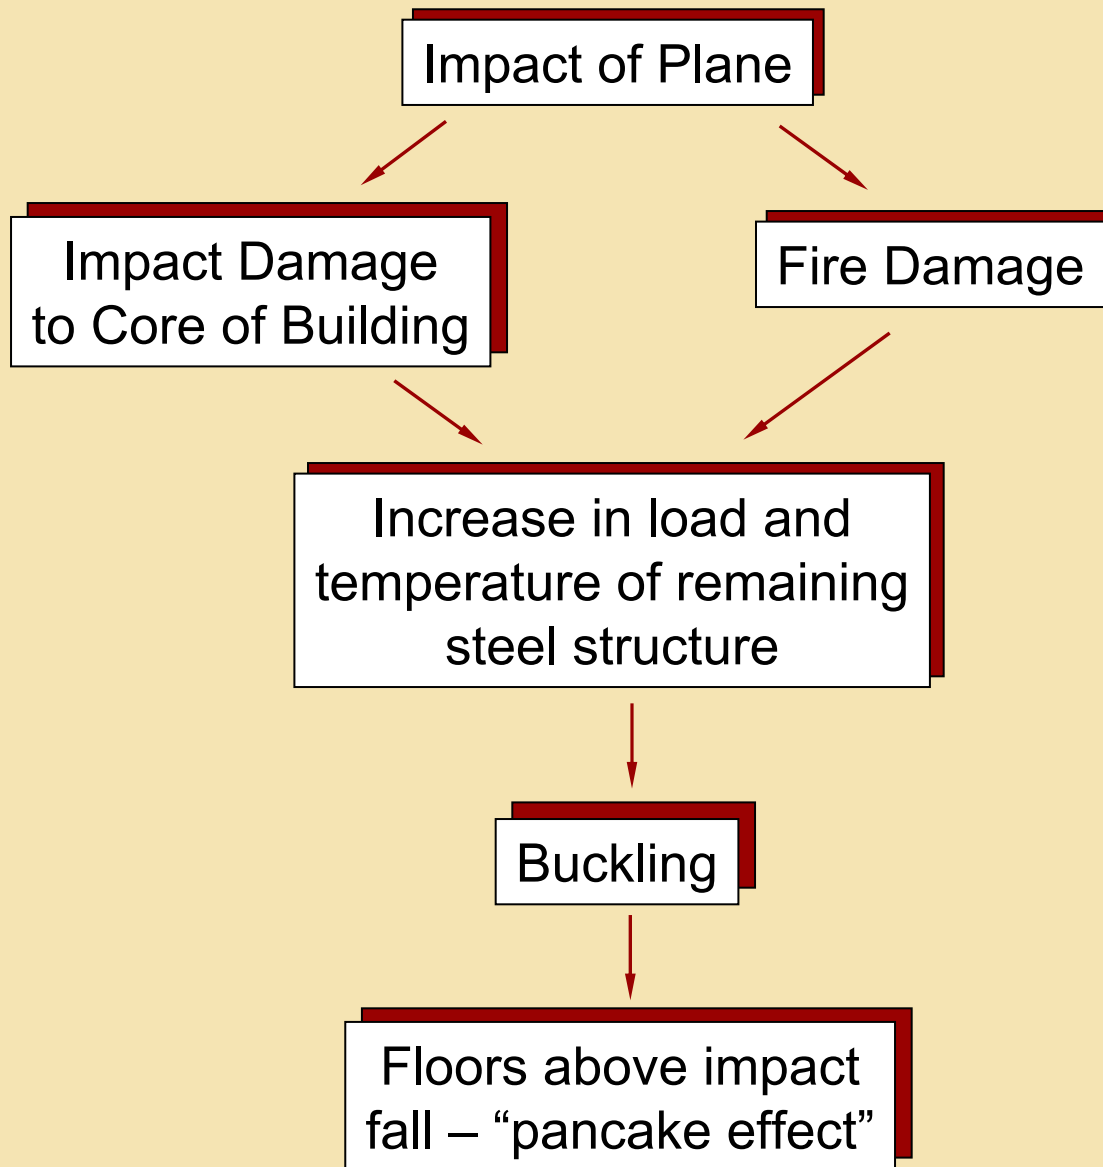 Impact of Plane
Impact Damage
to Core of Building
Fire Damage
Increase in load and
temperature of remaining
steel structure
Buckling
Floors above impact
fall – “pancake effect”